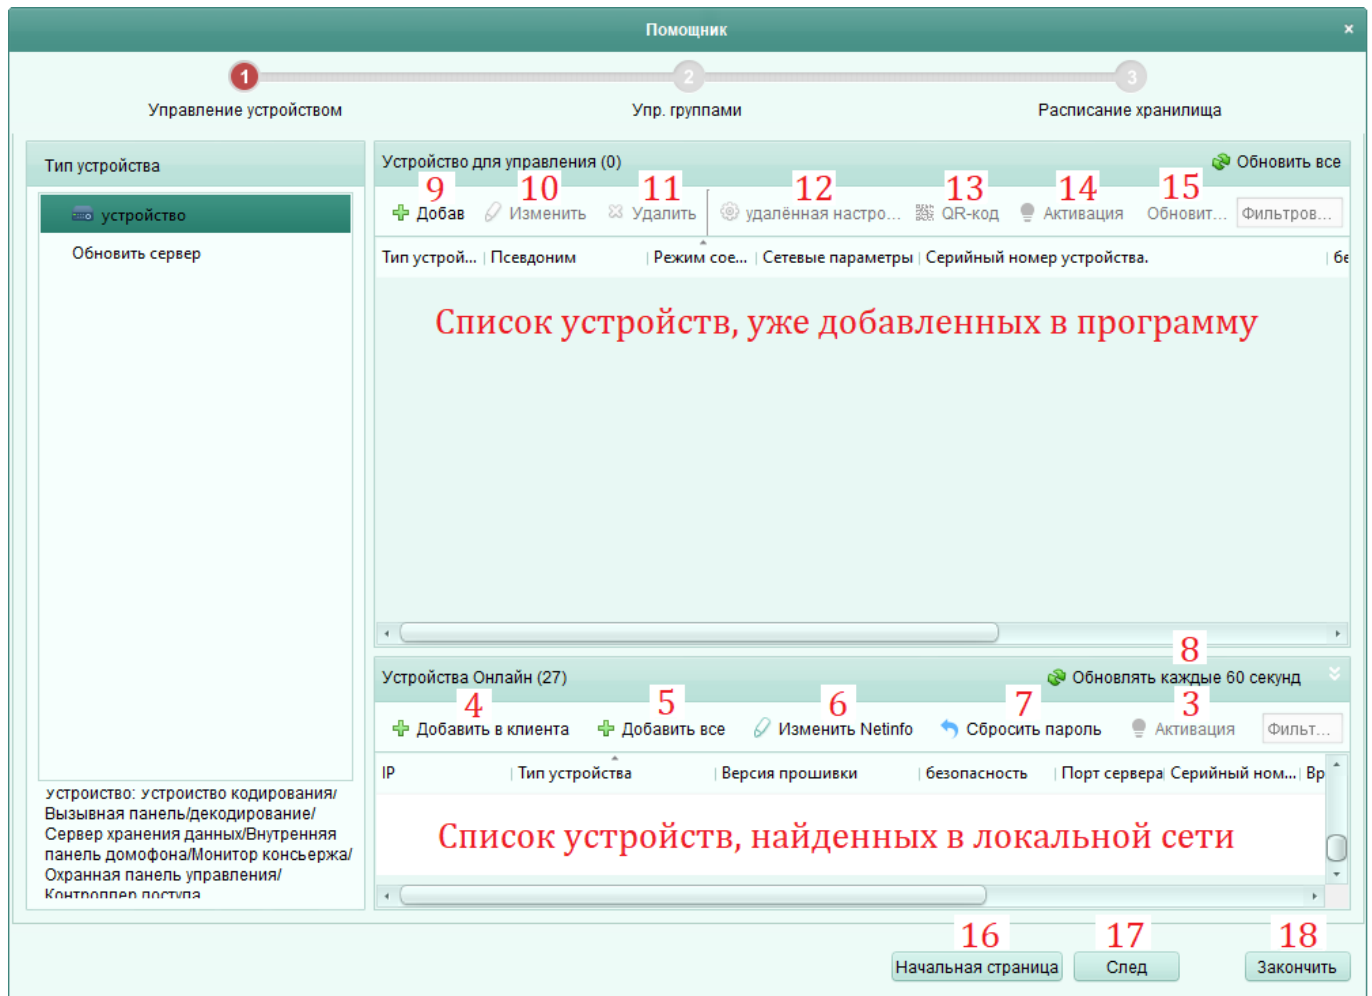 Помощник
1 2 3
Управление устройством Упр. группами Расписание хранилища
Тип устройства
устройство
Обновить сервер
Устройство: Устройство кодирования/
Вызывная панель/декодирование/
Сервер хранения данных/Внутренняя
панель домофона/Монитор консьержа/
Охранная панель управления/
Контроллер доступа
Устройство для управления (0) Обновить все
9 10 11 12 13 14 15
Добав Изменить Удалить удалённая настро... QR-код Активация Обновит... Фильтров...
Тип устрой... Псевдоним Режим сое... Сетевые параметры Серийный номер устройства. бе
Список устройств, уже добавленных в программу
8
Устройства Онлайн (27) Обновлять каждые 60 секунд
4 5 6 7 3
Добавить в клиента Добавить все Изменить Netinfo Сбросить пароль Активация Фильт...
IP Тип устройства Версия прошивки безопасность Порт сервера Серийный ном... Вр
Список устройств, найденных в локальной сети
16 17 18
Начальная страница След Закончить